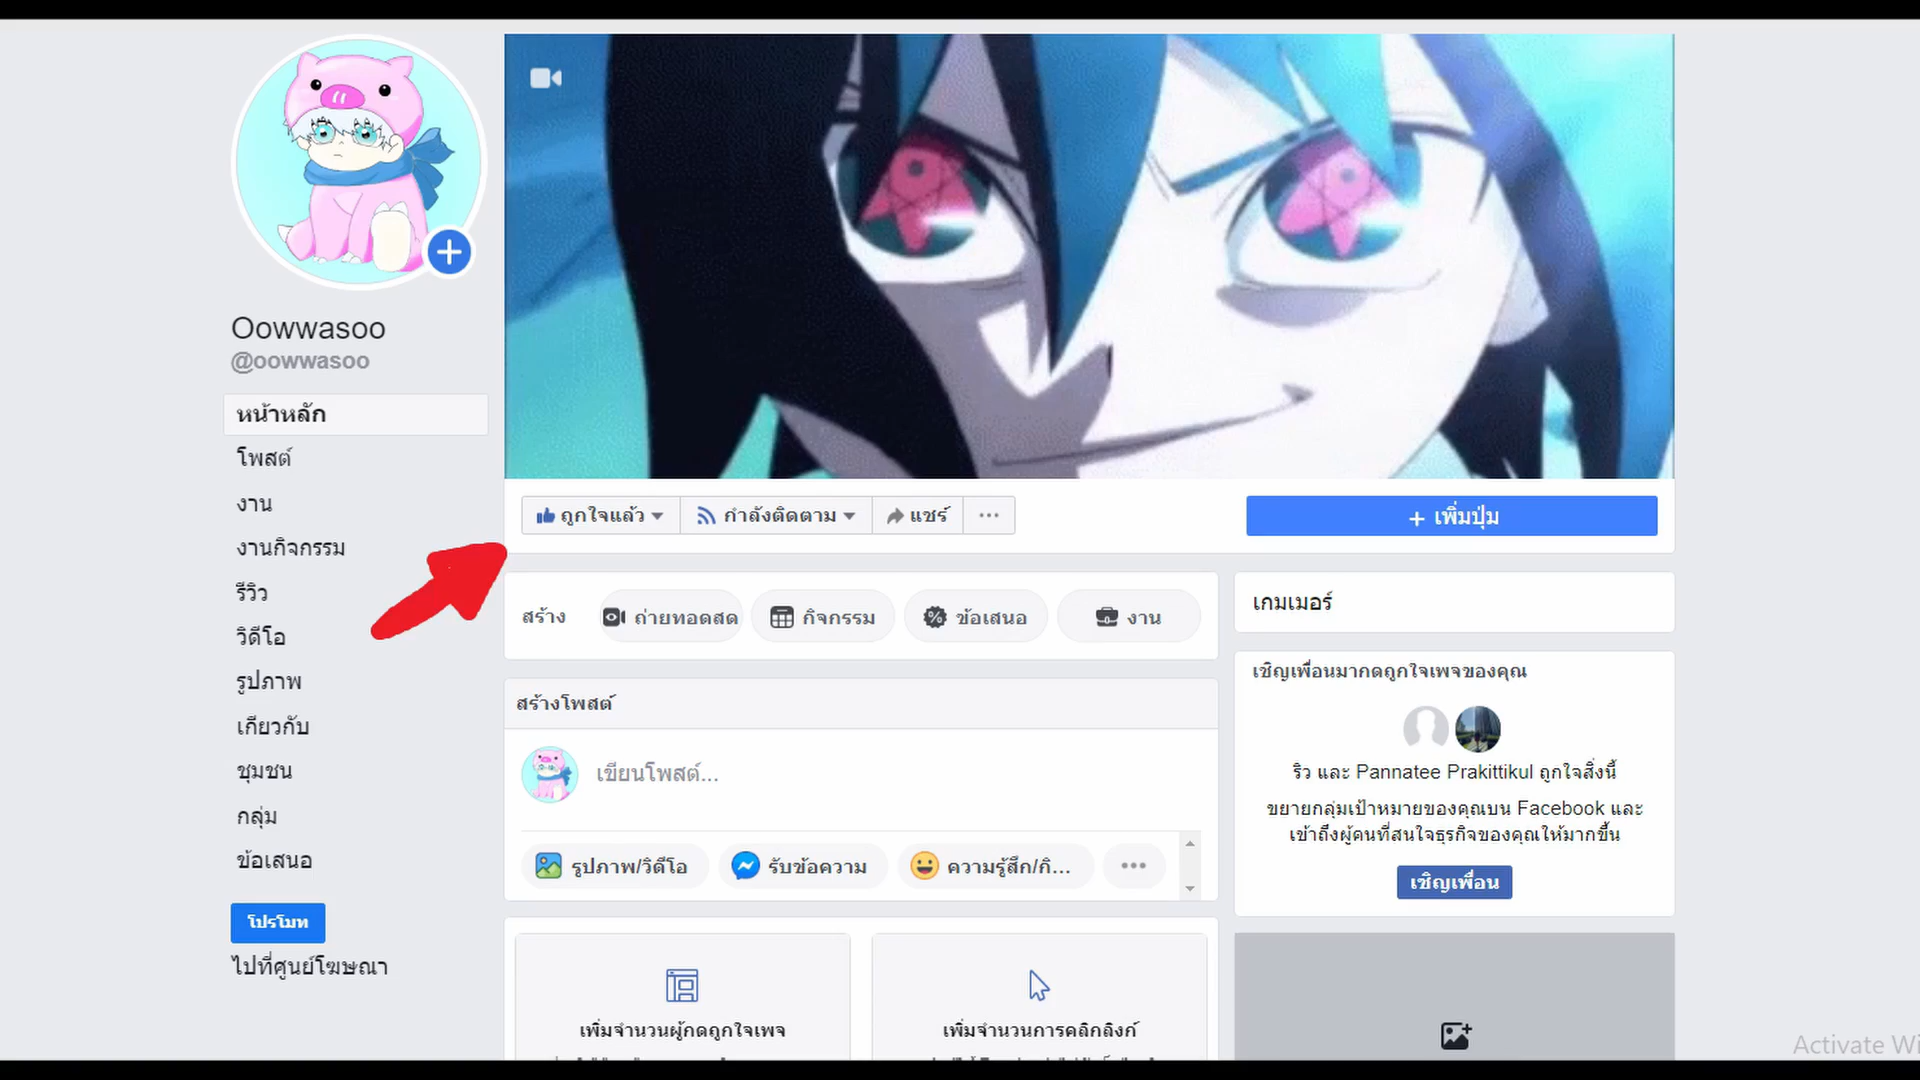 Oowwasoo
@oowwasoo
หน้าหลัก
โพสต์
งาน
งานกิจกรรม
รีวิว
วิดีโอ
รูปภาพ
เกี่ยวกับ
ชุมชน
กลุ่ม
ข้อเสนอ
โปรโมท
ไปที่ศูนย์โฆษณา
ถูกใจแล้ว กำลังติดตาม แชร์
+ เพิ่มปุ่ม
สร้าง ถ่ายทอดสด กิจกรรม ข้อเสนอ งาน
สร้างโพสต์
เขียนโพสต์...
รูปภาพ/วิดีโอ รับข้อความ ความรู้สึก/กิ...
เพิ่มจำนวนผู้กดถูกใจเพจ
เพิ่มจำนวนการคลิกลิงก์
เกมเมอร์
เชิญเพื่อนมากดถูกใจเพจของคุณ
ริว และ Pannatee Prakittikul ถูกใจสิ่งนี้
ขยายกลุ่มเป้าหมายของคุณบน Facebook และ
เข้าถึงผู้คนที่สนใจธุรกิจของคุณให้มากขึ้น
เชิญเพื่อน
Activate Wi